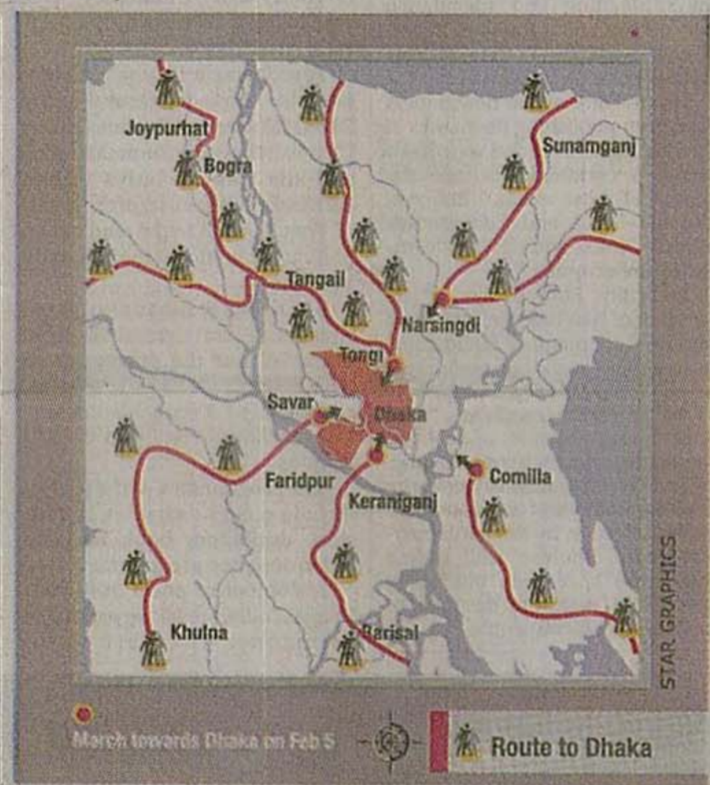 Joypurhat
Bogra
Sunamganj
Tangail
Narsingdi
Tongi
Savar
Dhaka
Faridpur
Keraniganj
Comilla
Khulna
Barisal
STAR GRAPHICS
March towards Dhaka on Feb 5
Route to Dhaka